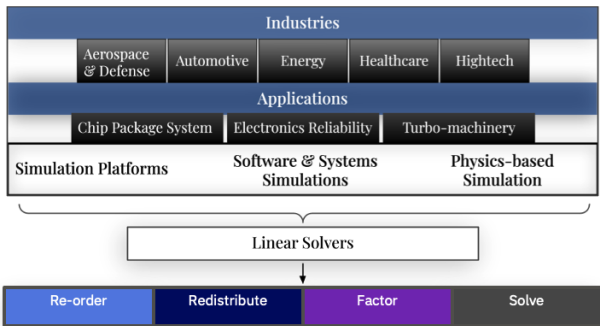 Industries
Aerospace
& Defense
Automotive
Energy
Healthcare
Hightech
Applications
Chip Package System
Electronics Reliability
Turbo-machinery
Simulation Platforms
Software & Systems
Simulations
Physics-based
Simulation
Linear Solvers
Re-order
Redistribute
Factor
Solve